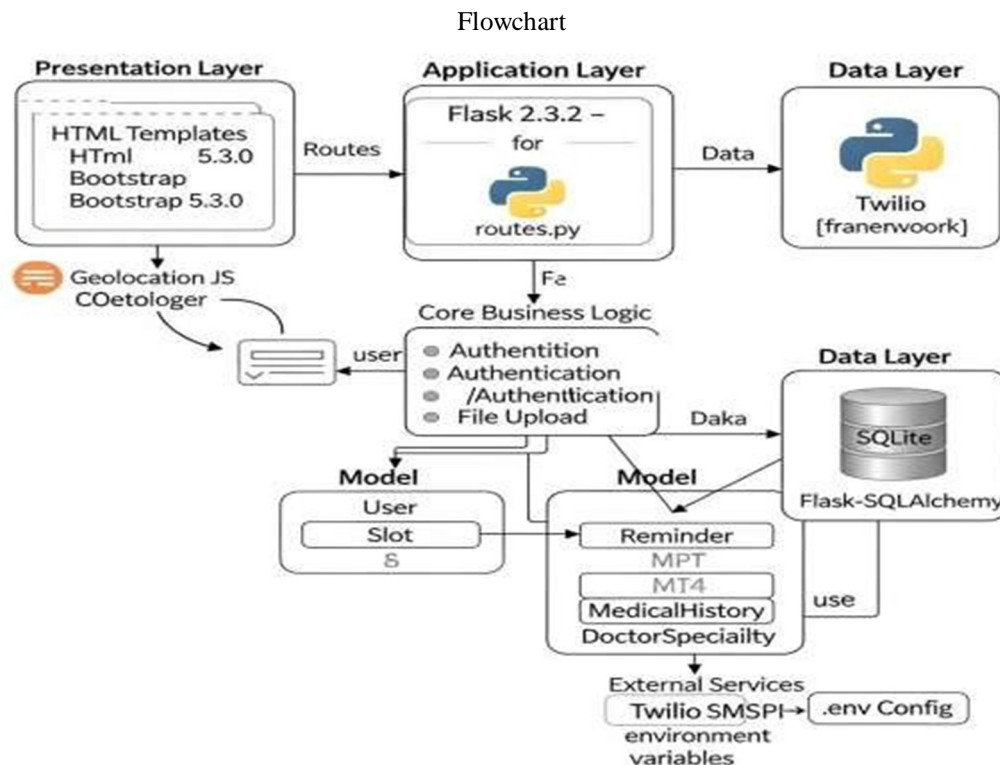 Flowchart
Presentation Layer
HTML Templates
HTml 5.3.0
Bootstrap
Bootstrap 5.3.0
Routes
Application Layer
Flask 2.3.2 –
for
routes.py
Data
Data Layer
Twilio
[franerwoork]
Geolocation JS
COetologer
Fa
Core Business Logic
Authentition
Authentication
/Authentication
File Upload
user
Daka
Data Layer
SQLite
Flask-SQLAlchemy
Model
User
Slot
Model
Reminder
MPT
MT4
MedicalHistory
DoctorSpeciailty
use
External Services
Twilio SMSPI
environment
variables
.env Config